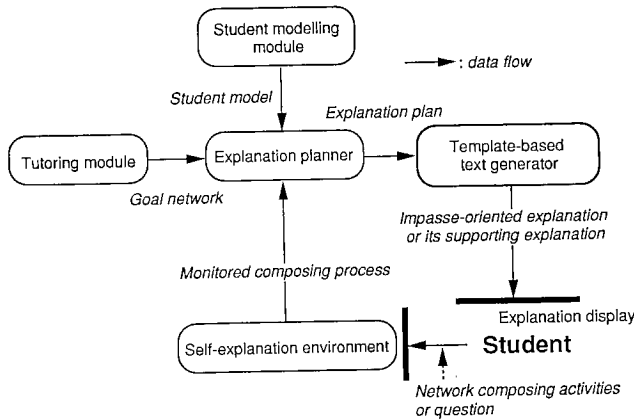 Student modelling
module
: data flow
Student model
Explanation plan
Tutoring module
Explanation planner
Template-based
text generator
Goal network
Impasse-oriented explanation
or its supporting explanation
Monitored composing process
Explanation display
Self-explanation environment
Student
Network composing activities
or question